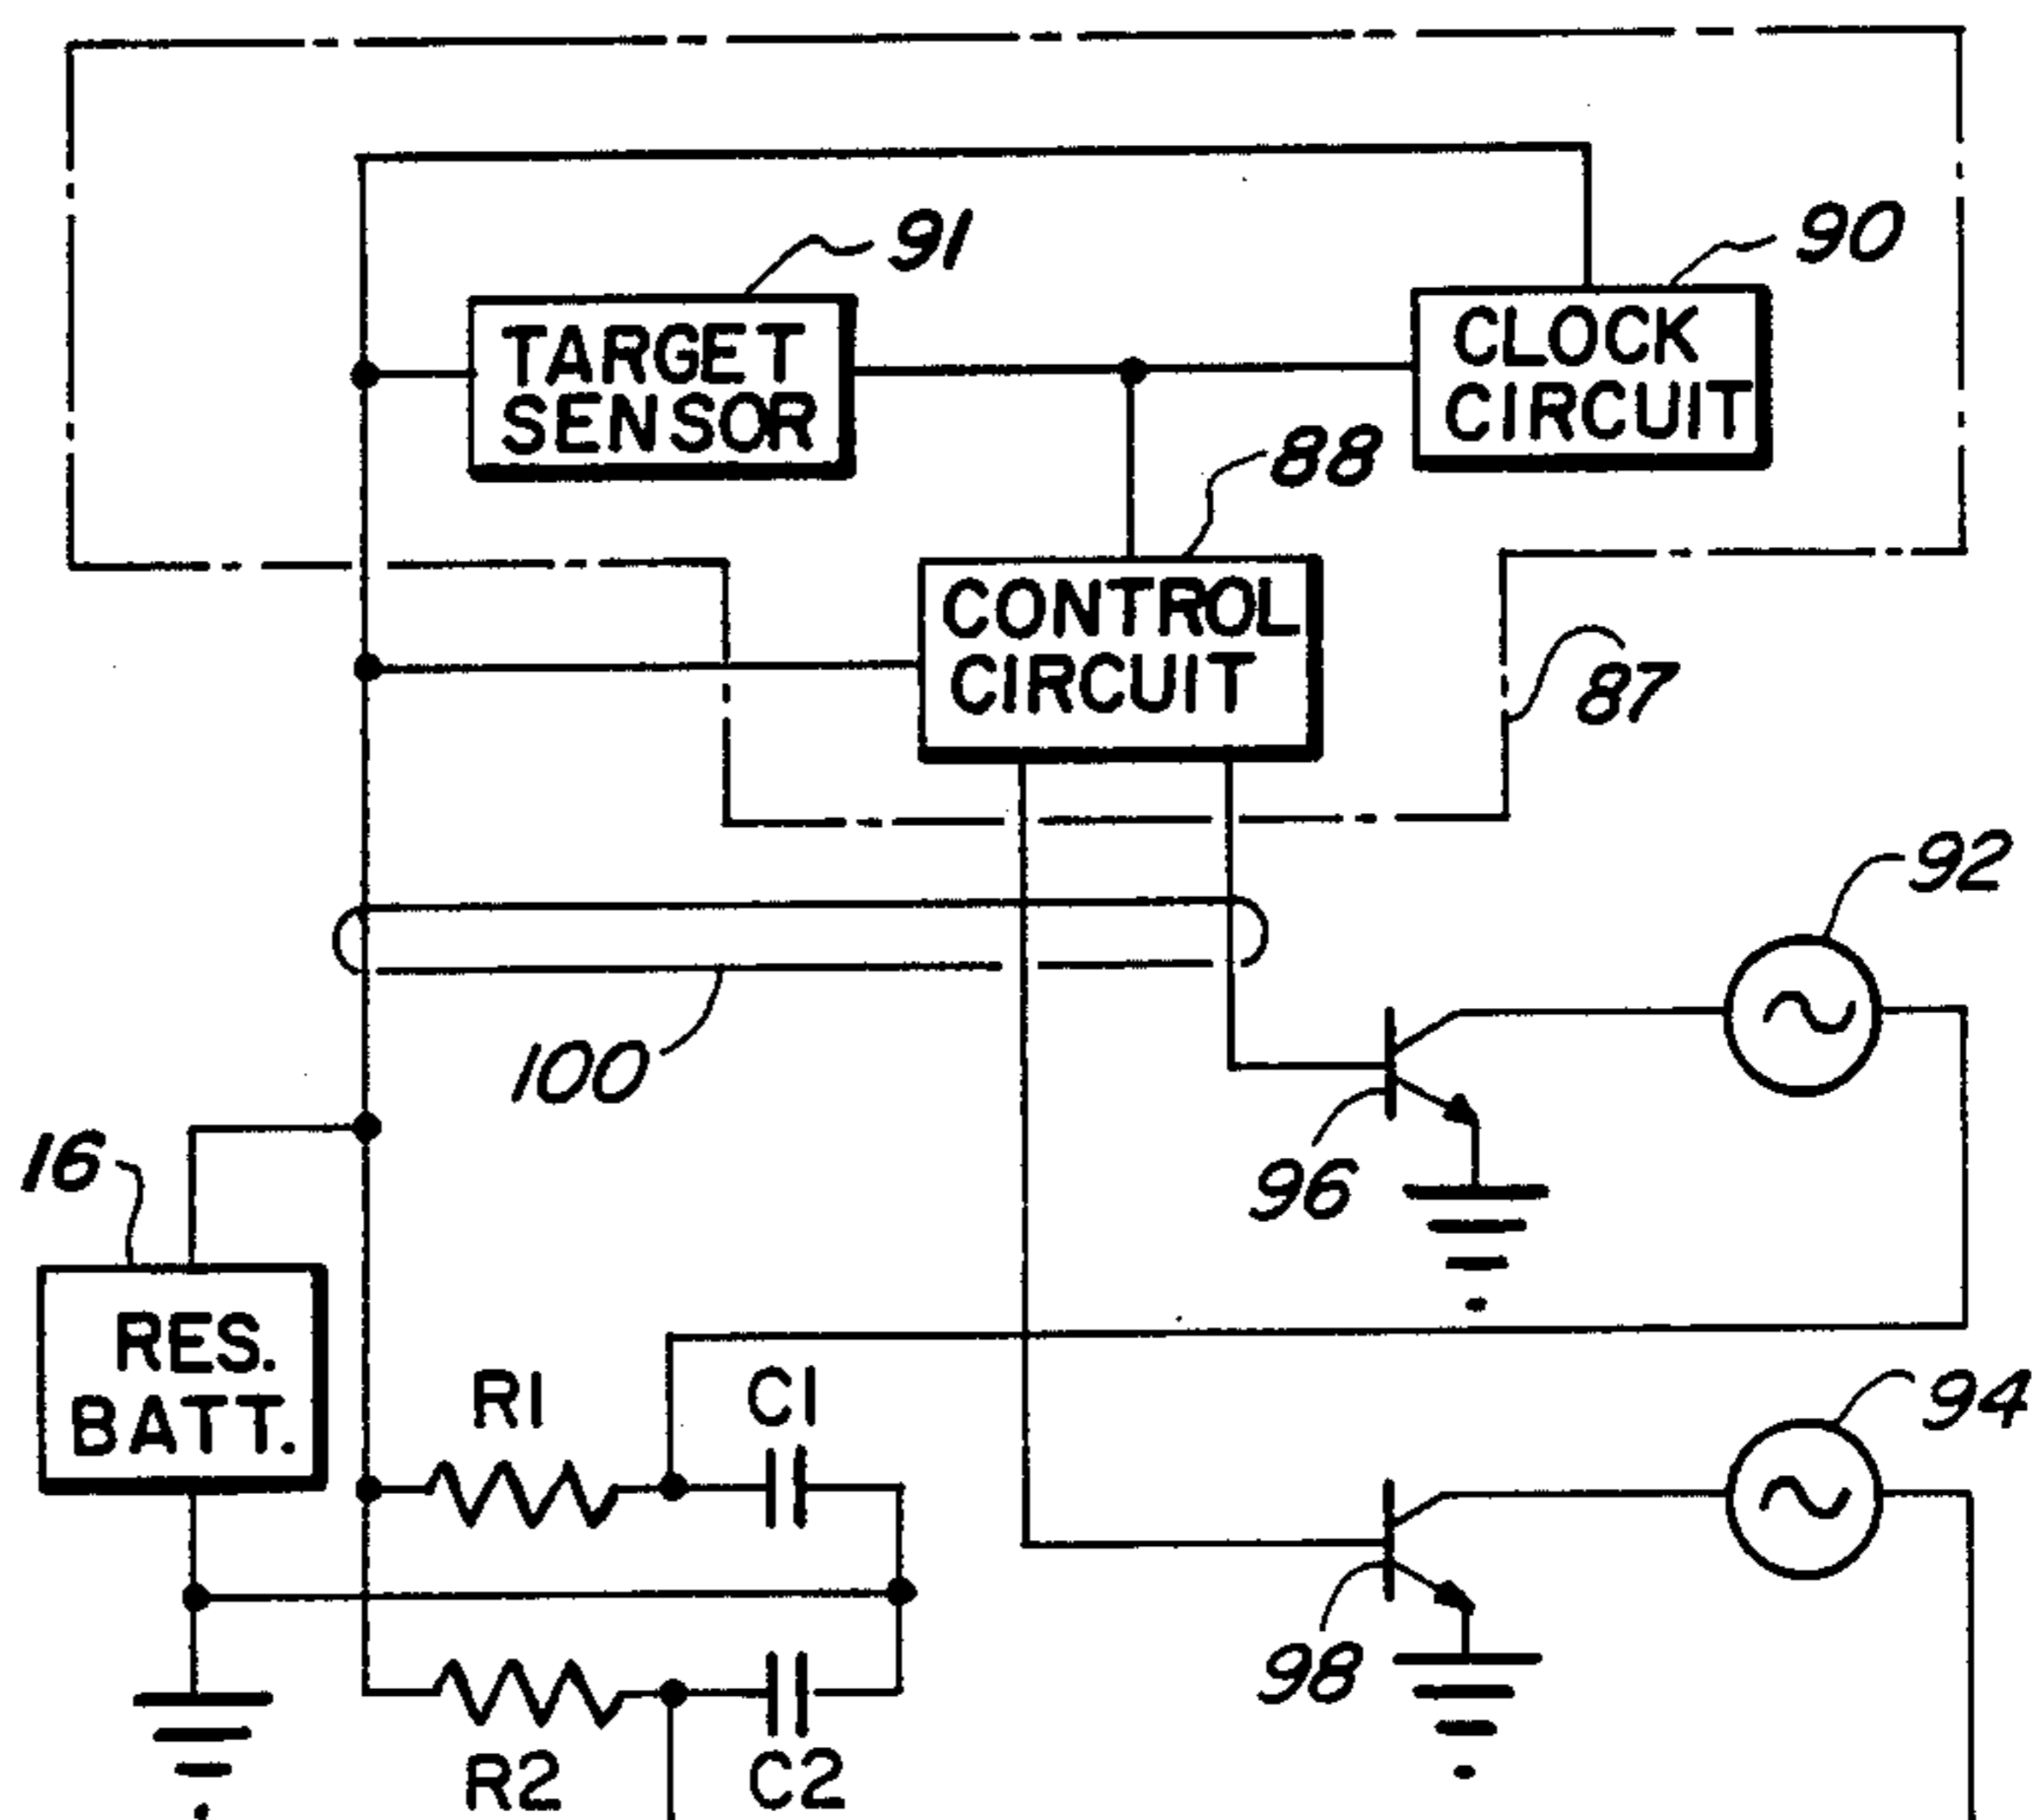 91
90
TARGET
SENSOR
CLOCK
CIRCUIT
88
CONTROL
CIRCUIT
87
92
100
16
96
RES.
BATT.
R1
C1
94
98
R2
C2